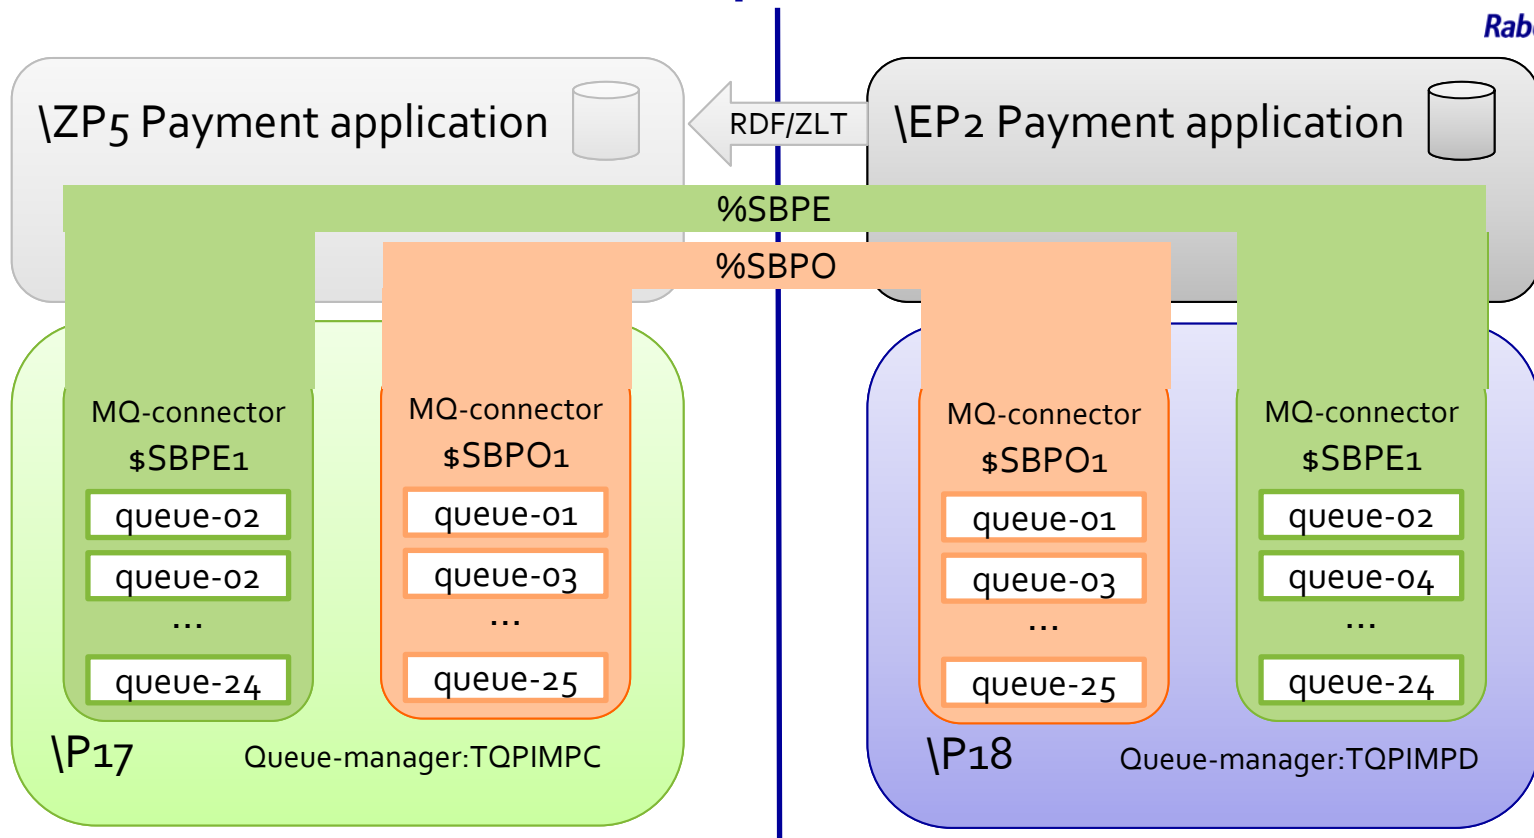 \ZP5 Payment application
RDF/ZLT
\EP2 Payment application
%SBPE
%SBPO
MQ-connector
$SBPE1
queue-02
queue-02
...
queue-24
MQ-connector
$SBPO1
queue-01
queue-03
...
queue-25
\P17
Queue-manager:TQPIMPC
MQ-connector
$SBPO1
queue-01
queue-03
...
queue-25
MQ-connector
$SBPE1
queue-02
queue-04
...
queue-24
\P18
Queue-manager:TQPIMPD